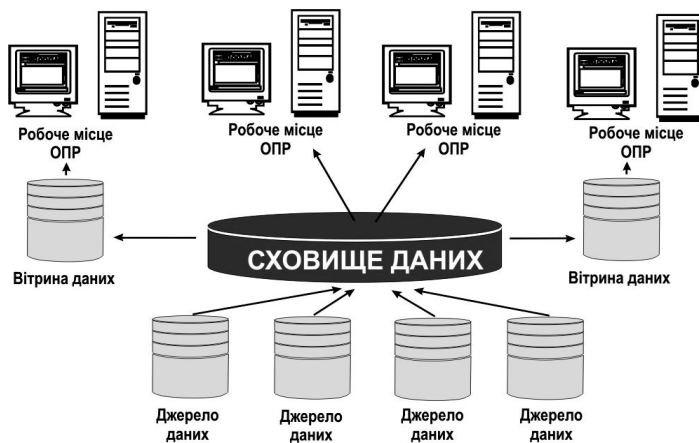 Робоче місце
ОПР
Робоче місце
ОПР
Робоче місце
ОПР
Робоче місце
ОПР
СХОВИЩЕ ДАНИХ
Вітрина даних
Вітрина даних
Джерело
даних
Джерело
даних
Джерело
даних
Джерело
даних